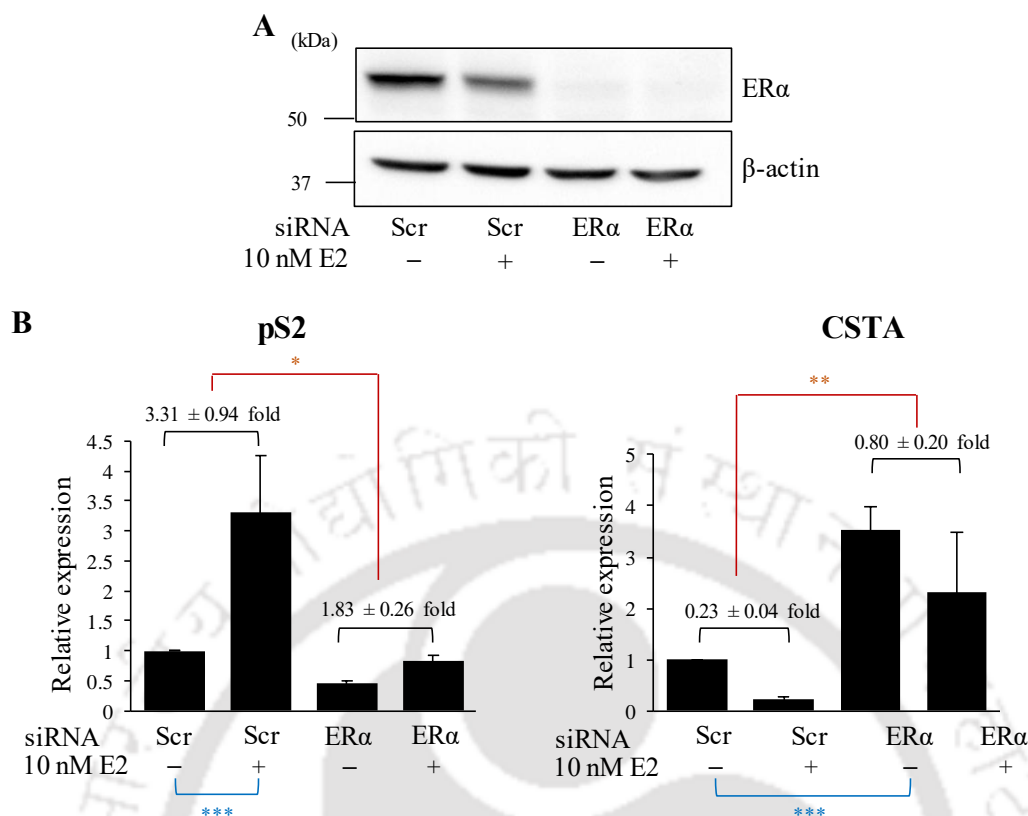 A (kDa)
ERα
50
β-actin
37
siRNA Scr Scr ERα ERα
10 nM E2 – + – +
B pS2 CSTA
*
**
3.31 ± 0.94 fold
0.80 ± 0.20 fold
4.5
4
3.5
3
2.5
2
1.5
1
0.5
0
Relative expression
1.83 ± 0.26 fold
5
4
3
2
1
0
Relative expression
0.23 ± 0.04 fold
siRNA Scr Scr ERα ERα
10 nM E2 – + – +
***
siRNA Scr Scr ERα ERα
10 nM E2 – + – +
***